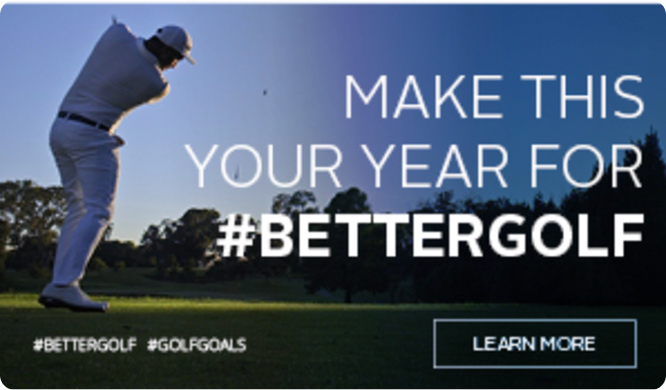 MAKE THIS
YOUR YEAR FOR
#BETTERGOLF
#BETTERGOLF #GOLFGOALS
LEARN MORE